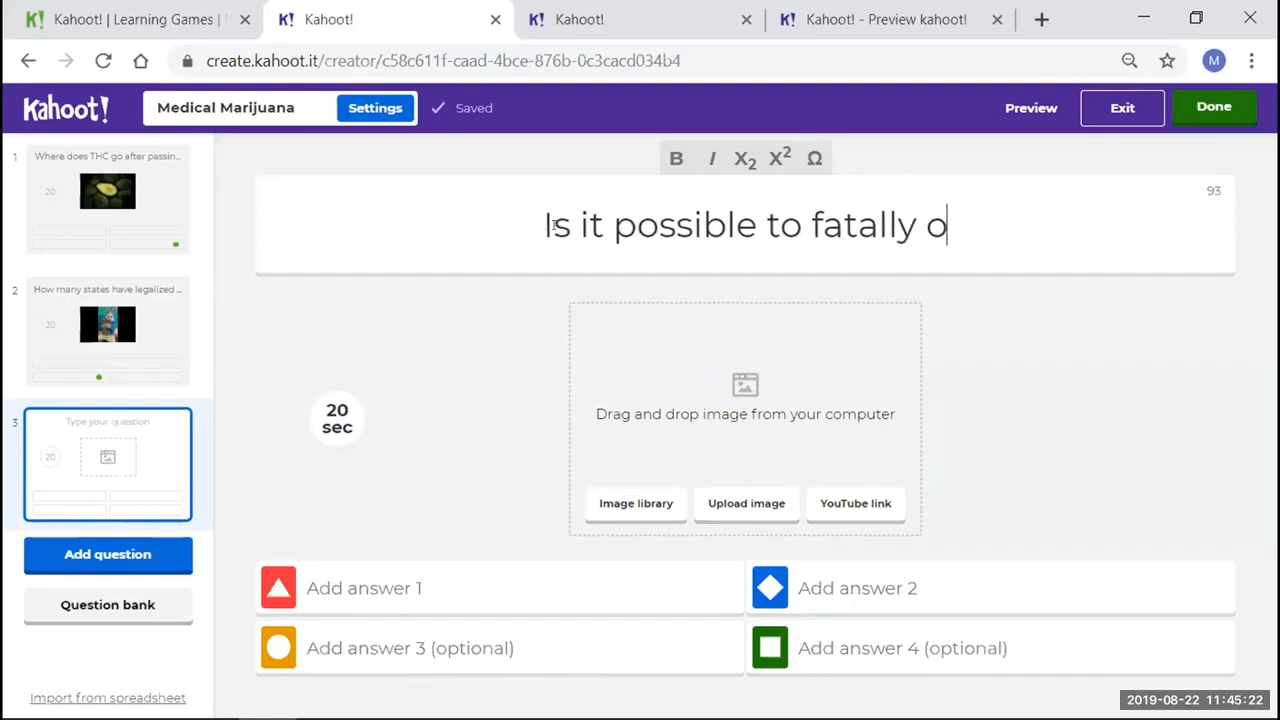 Kahoot! | Learning Games |
Kahoot!
Kahoot!
Kahoot! - Preview kahoot!
create.kahoot.it/creator/c58c611f-caad-4bce-876b-0c3cacd034b4
M
Kahoot!
Medical Marijuana
Settings
Saved
Preview
Exit
Done
1
Where does THC go after passin...
20
2
How many states have legalized ...
20
3
Type your question
20
Add question
Question bank
Import from spreadsheet
B I X2 X2 Ω
93
Is it possible to fatally o
20
sec
Drag and drop image from your computer
Image library
Upload image
YouTube link
Add answer 1
Add answer 2
Add answer 3 (optional)
Add answer 4 (optional)
2019-08-22 11:45:22